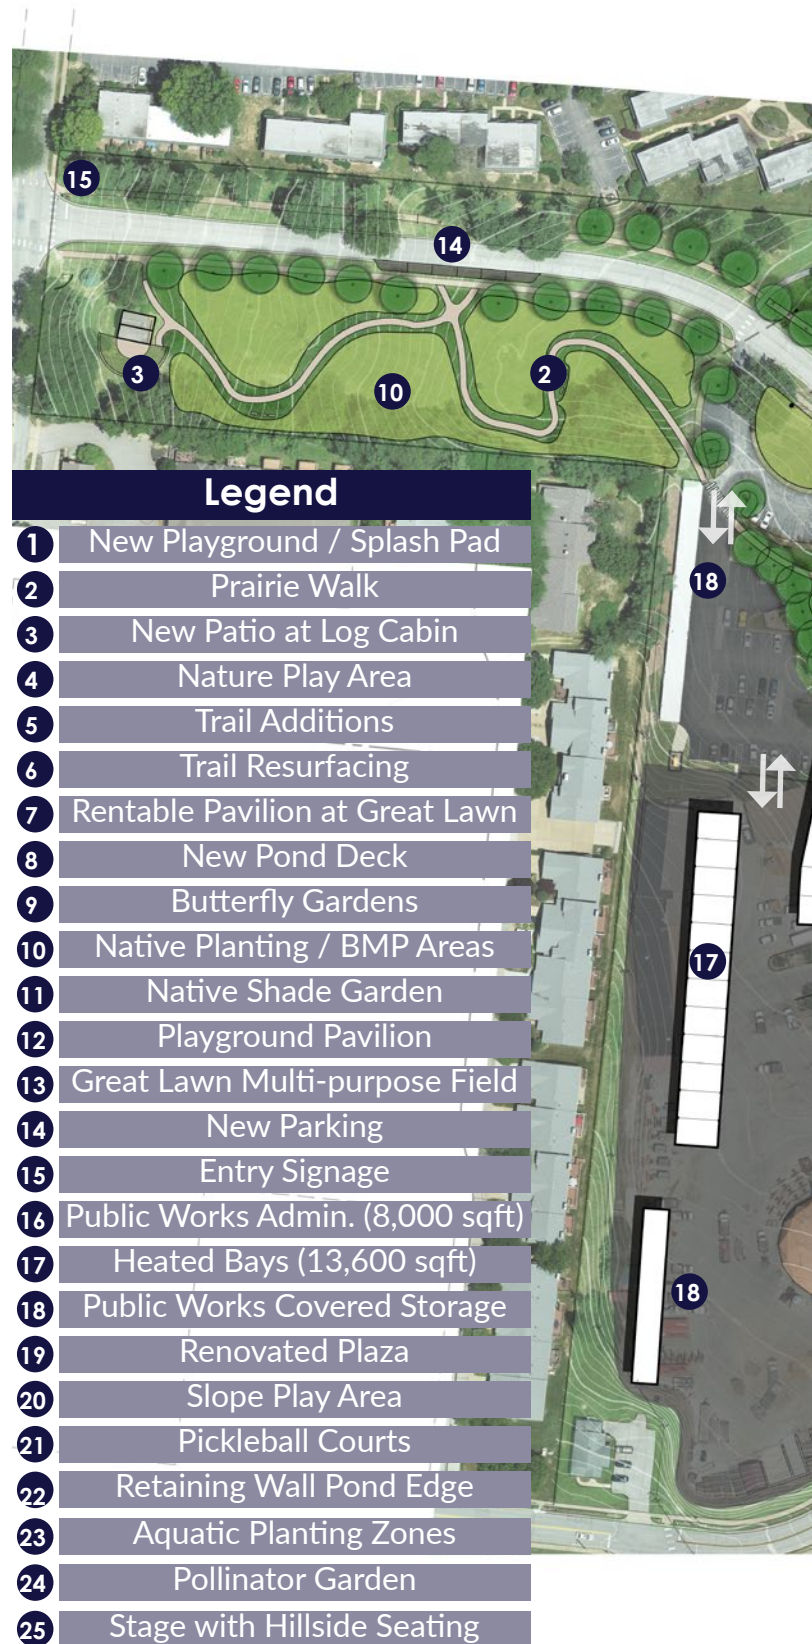 15
14
3
10
2
18
17
18
Legend
1 New Playground / Splash Pad
2 Prairie Walk
3 New Patio at Log Cabin
4 Nature Play Area
5 Trail Additions
6 Trail Resurfacing
7 Rentable Pavilion at Great Lawn
8 New Pond Deck
9 Butterfly Gardens
10 Native Planting / BMP Areas
11 Native Shade Garden
12 Playground Pavilion
13 Great Lawn Multi-purpose Field
14 New Parking
15 Entry Signage
16 Public Works Admin. (8,000 sqft)
17 Heated Bays (13,600 sqft)
18 Public Works Covered Storage
19 Renovated Plaza
20 Slope Play Area
21 Pickleball Courts
22 Retaining Wall Pond Edge
23 Aquatic Planting Zones
24 Pollinator Garden
25 Stage with Hillside Seating